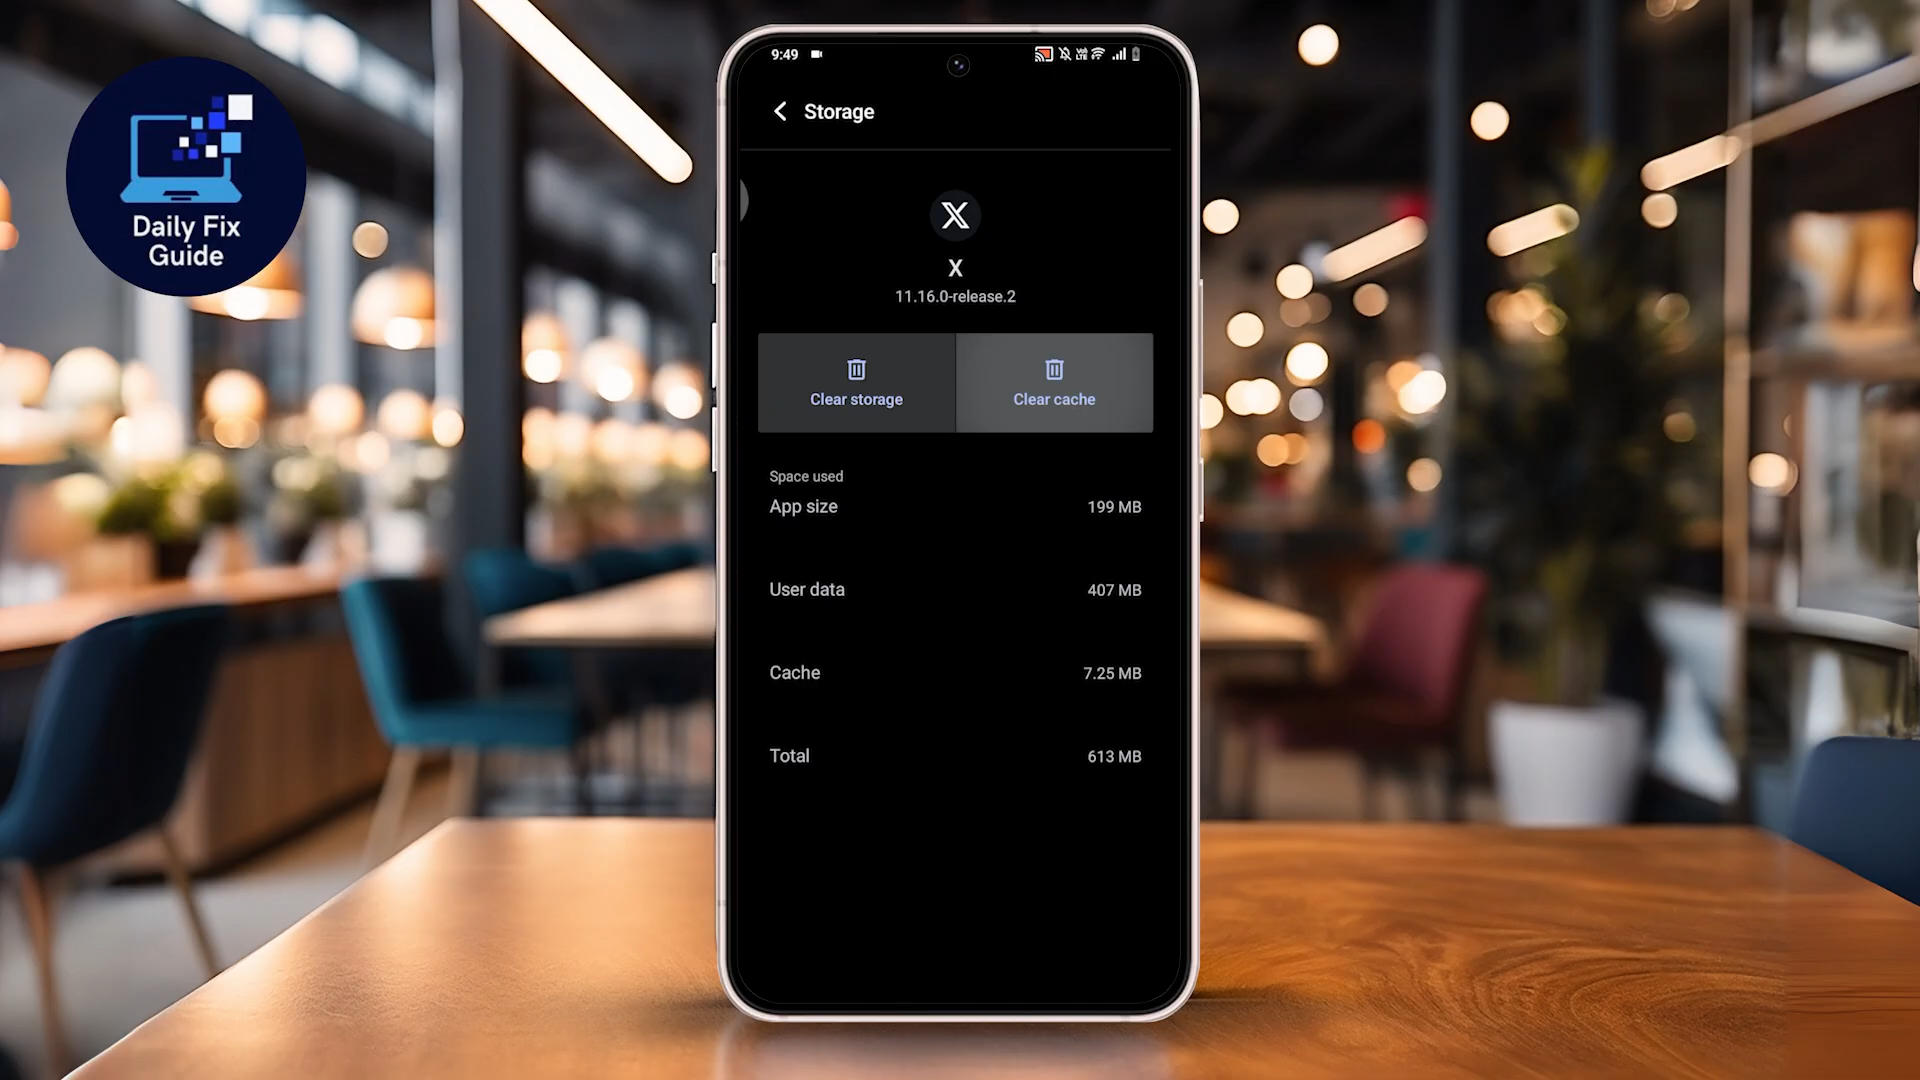 Daily Fix
Guide
9:49
Storage
X
11.16.0-release.2
Clear storage
Clear cache
Space used
App size
199 MB
User data
407 MB
Cache
7.25 MB
Total
613 MB